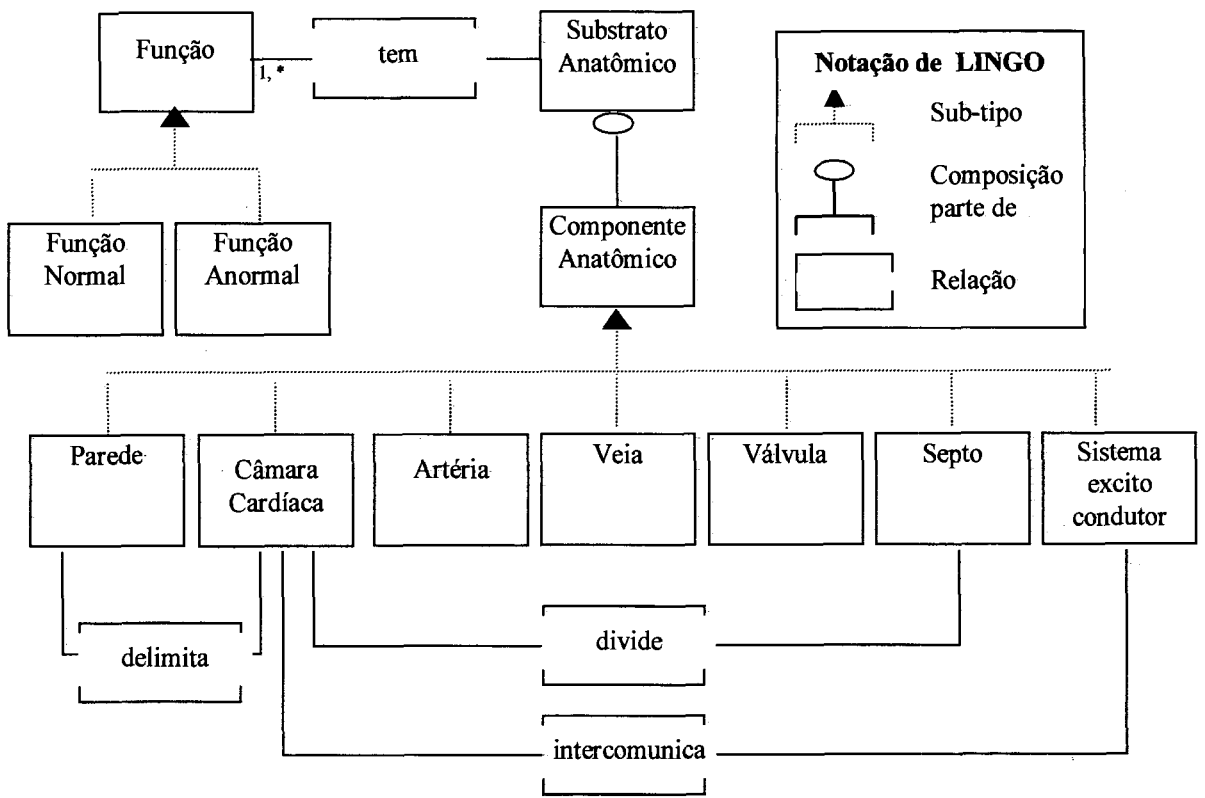 Função
1, *
tem
Substrato
Anatômico
Notação de LINGO
Sub-tipo
Composição
parte de
Relação
Função
Normal
Função
Anormal
Componente
Anatômico
Parede
Câmara
Cardíaca
Artéria
Veia
Válvula
Septo
Sistema
excito
condutor
delimita
divide
intercomunica